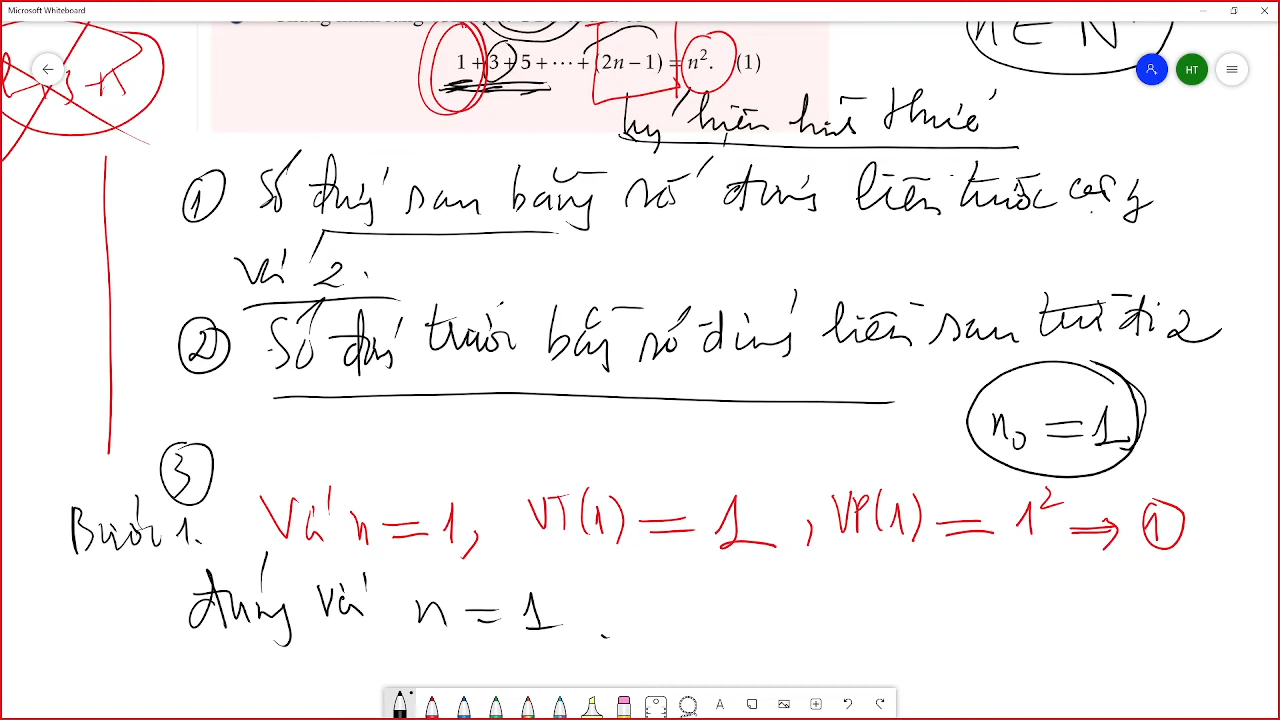 Microsoft Whiteboard
n ∈ N*
1 + 3 + 5 + ⋯ + (2n − 1) = n². (1)
HT
ký hiệu hình thức
① Số đứng sau bằng số đứng liền trước cộng
với 2.
② Số đứng trước bằng số đứng liền sau trừ đi 2
n₀ = 1
③
Bước 1. Với n = 1, VT(1) = 1, VP(1) = 1² ⇒ ①
đúng với n = 1.